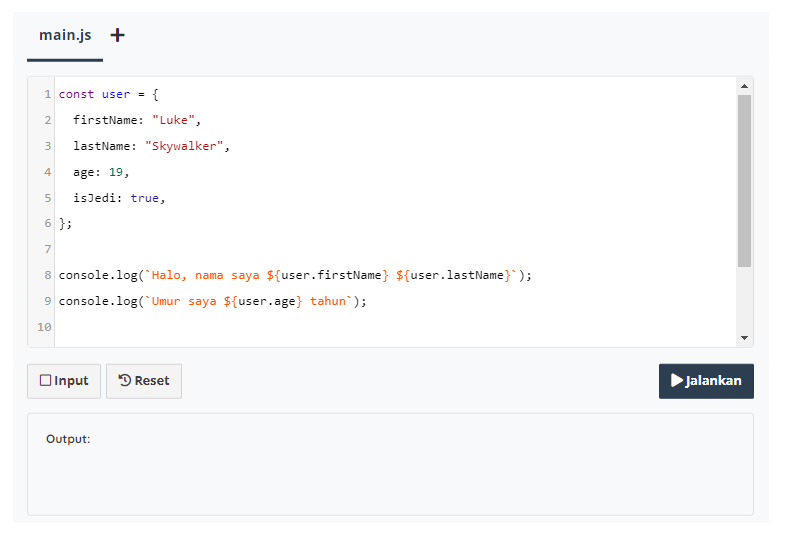 main.js +
1 const user = {
2   firstName: "Luke",
3   lastName: "Skywalker",
4   age: 19,
5   isJedi: true,
6 };
7
8 console.log(`Halo, nama saya ${user.firstName} ${user.lastName}`);
9 console.log(`Umur saya ${user.age} tahun`);
10
Input Reset Jalankan
Output: